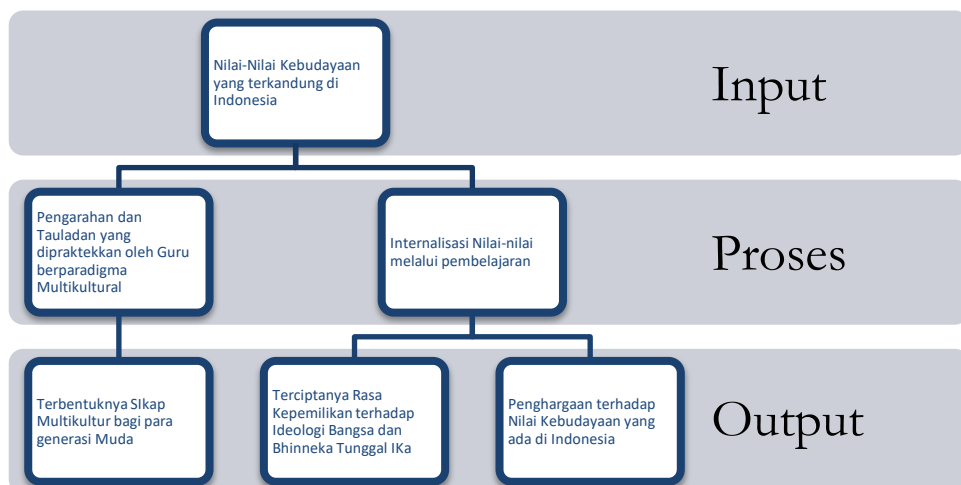 Nilai-Nilai Kebudayaan
yang terkandung di
Indonesia
Input
Pengarahan dan
Tauladan yang
dipraktekkan oleh Guru
berparadigma
Multikultural
Internalisasi Nilai-nilai
melalui pembelajaran
Proses
Terbentuknya SIkap
Multikultur bagi para
generasi Muda
Terciptanya Rasa
Kepemilikan terhadap
Ideologi Bangsa dan
Bhinneka Tunggal IKa
Penghargaan terhadap
Nilai Kebudayaan yang
ada di Indonesia
Output